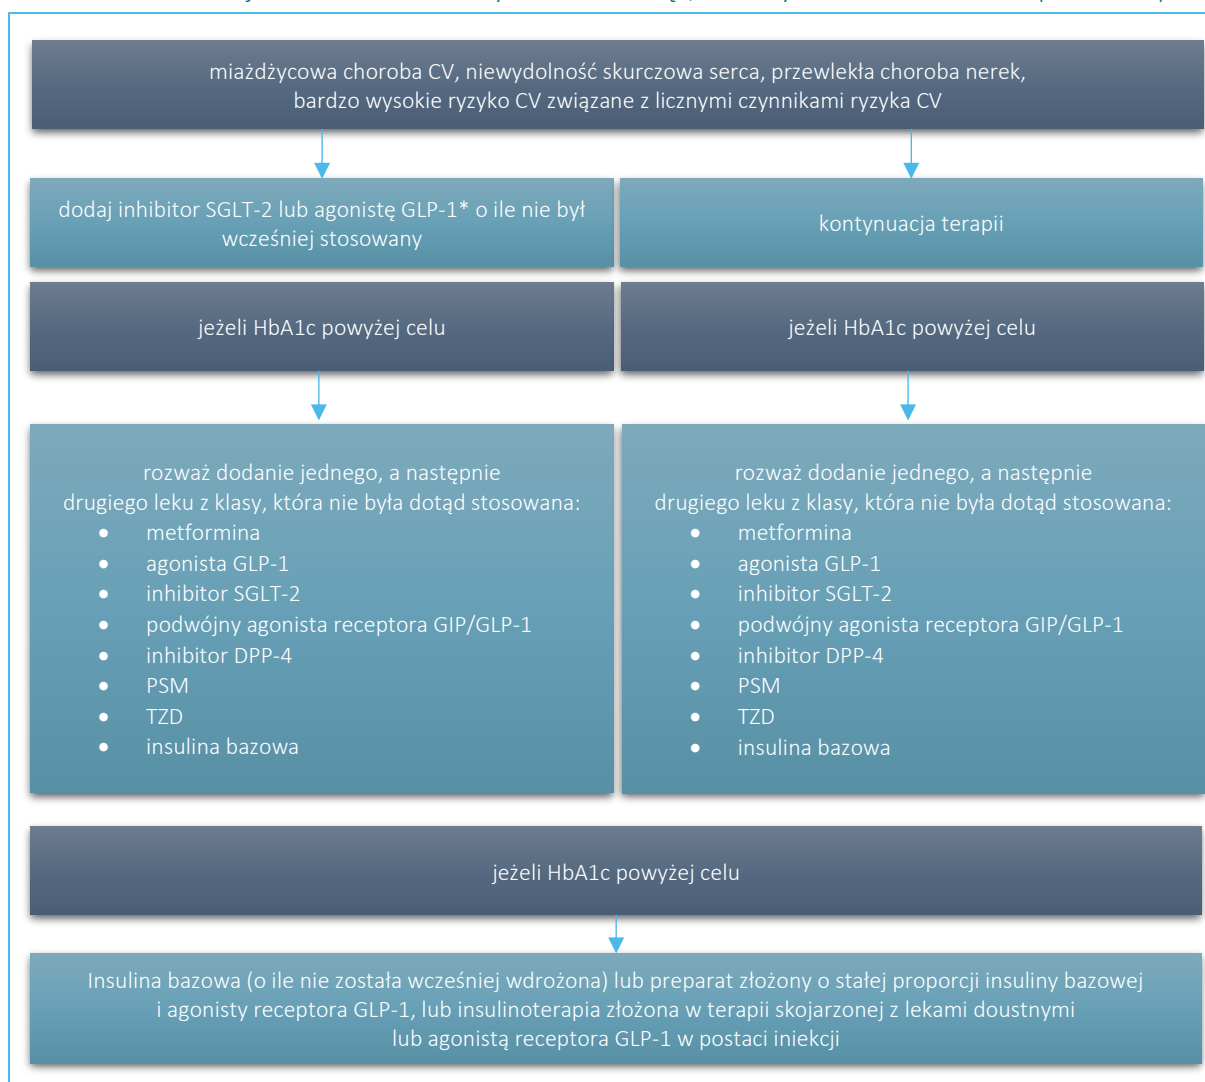 miażdżycowa choroba CV, niewydolność skurczowa serca, przewlekła choroba nerek,
bardzo wysokie ryzyko CV związane z licznymi czynnikami ryzyka CV
dodaj inhibitor SGLT-2 lub agonistę GLP-1* o ile nie był
wcześniej stosowany
kontynuacja terapii
jeżeli HbA1c powyżej celu
jeżeli HbA1c powyżej celu
rozważ dodanie jednego, a następnie
drugiego leku z klasy, która nie była dotąd stosowana:
• metformina
• agonista GLP-1
• inhibitor SGLT-2
• podwójny agonista receptora GIP/GLP-1
• inhibitor DPP-4
• PSM
• TZD
• insulina bazowa
rozważ dodanie jednego, a następnie
drugiego leku z klasy, która nie była dotąd stosowana:
• metformina
• agonista GLP-1
• inhibitor SGLT-2
• podwójny agonista receptora GIP/GLP-1
• inhibitor DPP-4
• PSM
• TZD
• insulina bazowa
jeżeli HbA1c powyżej celu
Insulina bazowa (o ile nie została wcześniej wdrożona) lub preparat złożony o stałej proporcji insuliny bazowej
i agonisty receptora GLP-1, lub insulinoterapia złożona w terapii skojarzonej z lekami doustnymi
lub agonistą receptora GLP-1 w postaci iniekcji